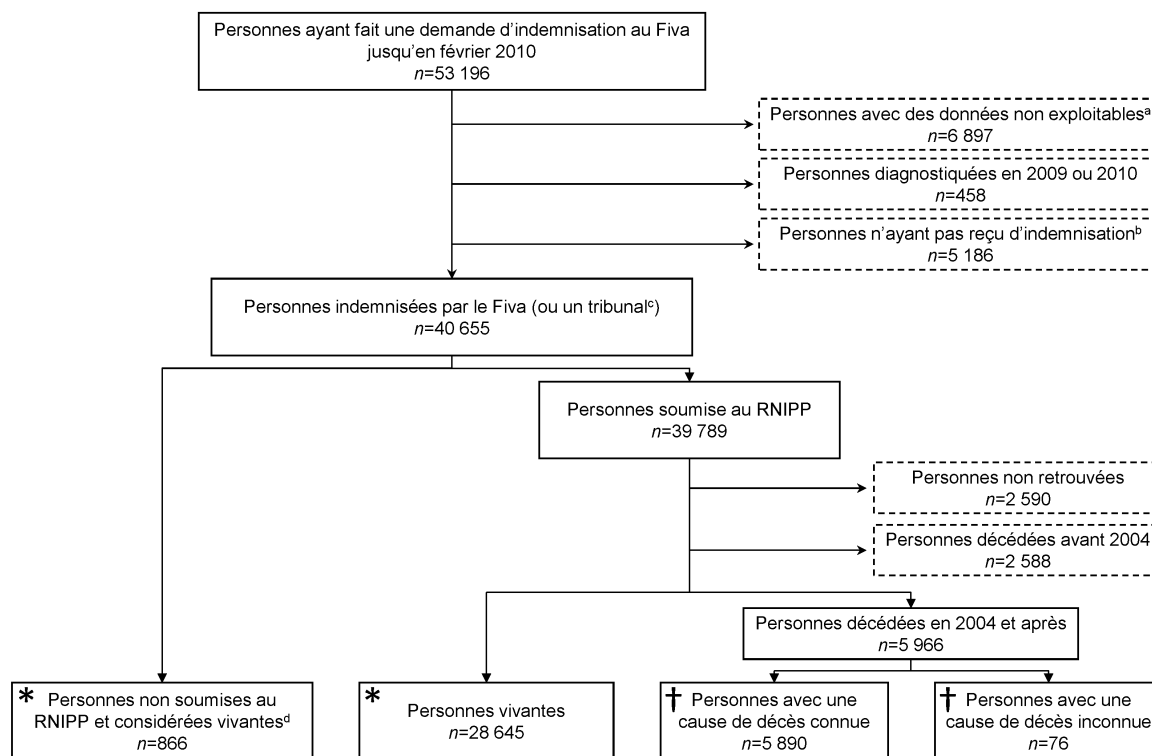 Personnes ayant fait une demande d'indemnisation au Fiva
jusqu'en février 2010
n=53 196
Personnes avec des données non exploitablesᵃ
n=6 897
Personnes diagnostiquées en 2009 ou 2010
n=458
Personnes n'ayant pas reçu d'indemnisationᵇ
n=5 186
Personnes indemnisées par le Fiva (ou un tribunalᶜ)
n=40 655
Personnes soumise au RNIPP
n=39 789
Personnes non retrouvées
n=2 590
Personnes décédées avant 2004
n=2 588
Personnes décédées en 2004 et après
n=5 966
* Personnes non soumises au
RNIPP et considérées vivantesᵈ
n=866
* Personnes vivantes
n=28 645
† Personnes avec une
cause de décès connue
n=5 890
† Personnes avec une
cause de décès inconnue
n=76